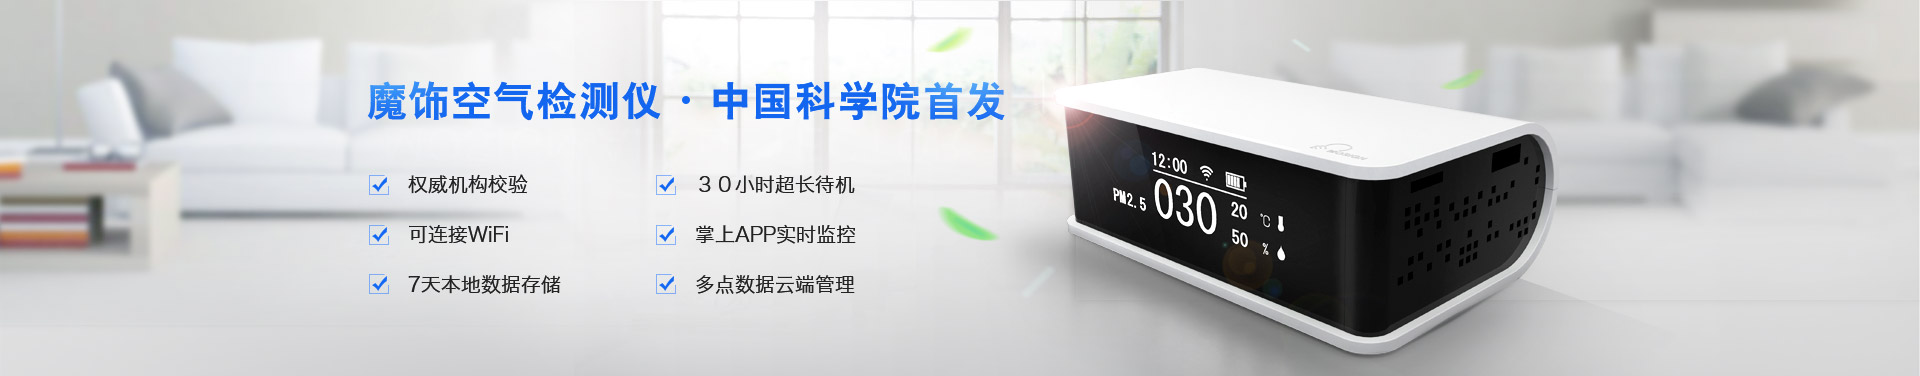 魔饰空气检测仪 · 中国科学院首发
权威机构校验
３０小时超长待机
可连接WiFi
掌上APP实时监控
7天本地数据存储
多点数据云端管理
12:00
PM2.5 030 20 ℃
50 %